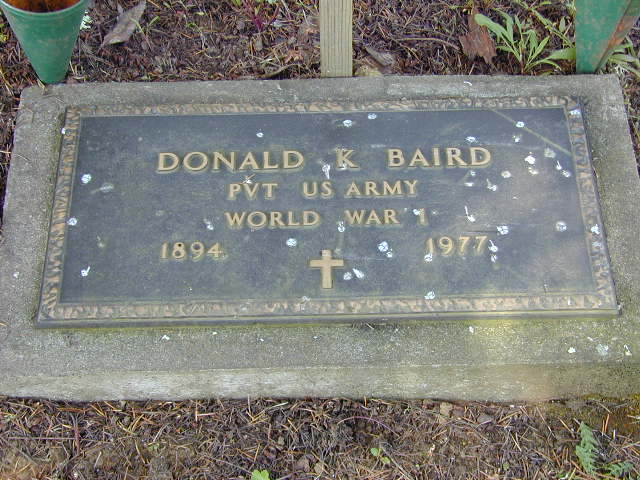 DONALD K BAIRD
PVT US ARMY
WORLD WAR I
1894 1977